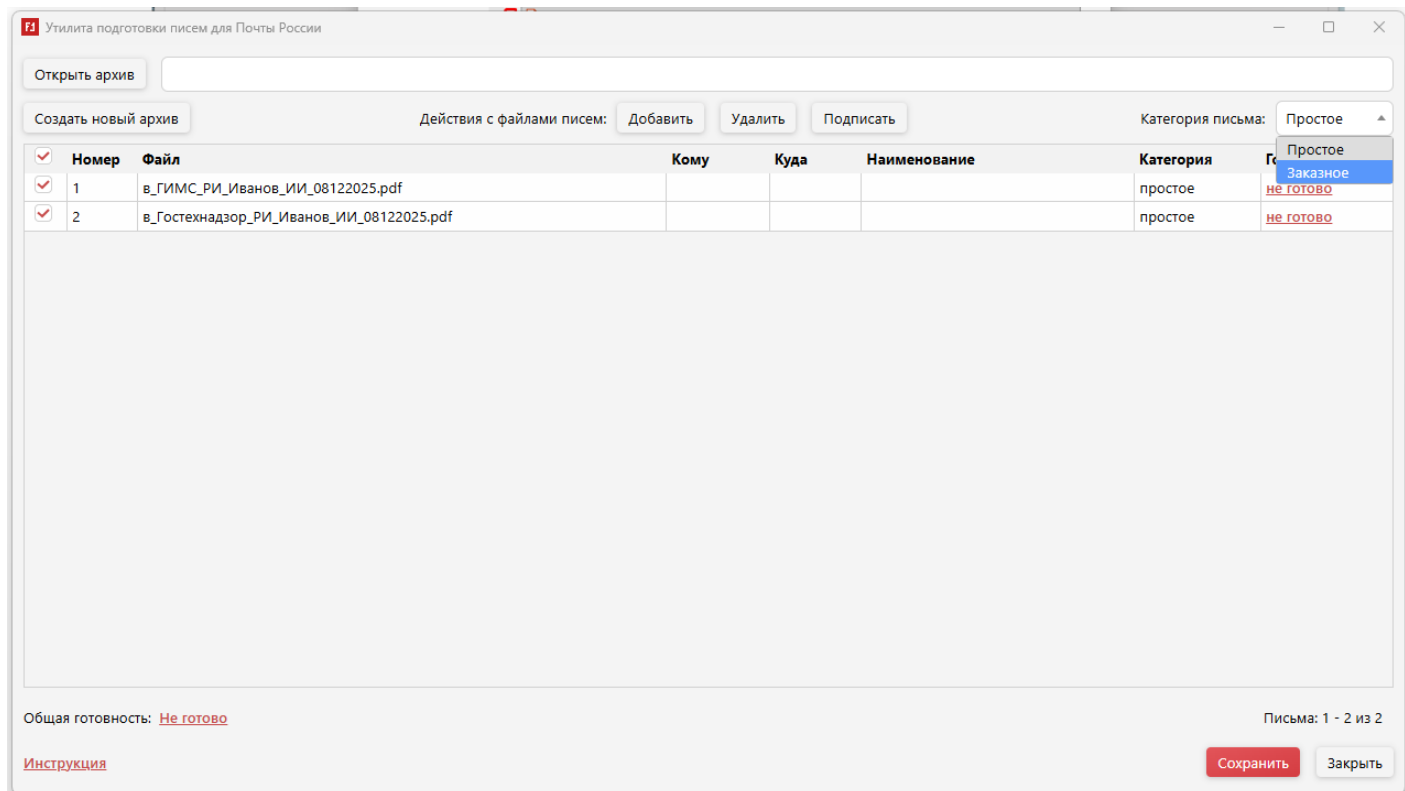 Утилита подготовки писем для Почты России
Открыть архив
Создать новый архив Действия с файлами писем: Добавить Удалить Подписать Категория письма: Простое
Простое
Заказное
Номер Файл Кому Куда Наименование Категория
1 в_ГИМС_РИ_Иванов_ИИ_08122025.pdf простое не готово
2 в_Гостехнадзор_РИ_Иванов_ИИ_08122025.pdf простое не готово
Общая готовность: Не готово Письма: 1 - 2 из 2
Инструкция Сохранить Закрыть